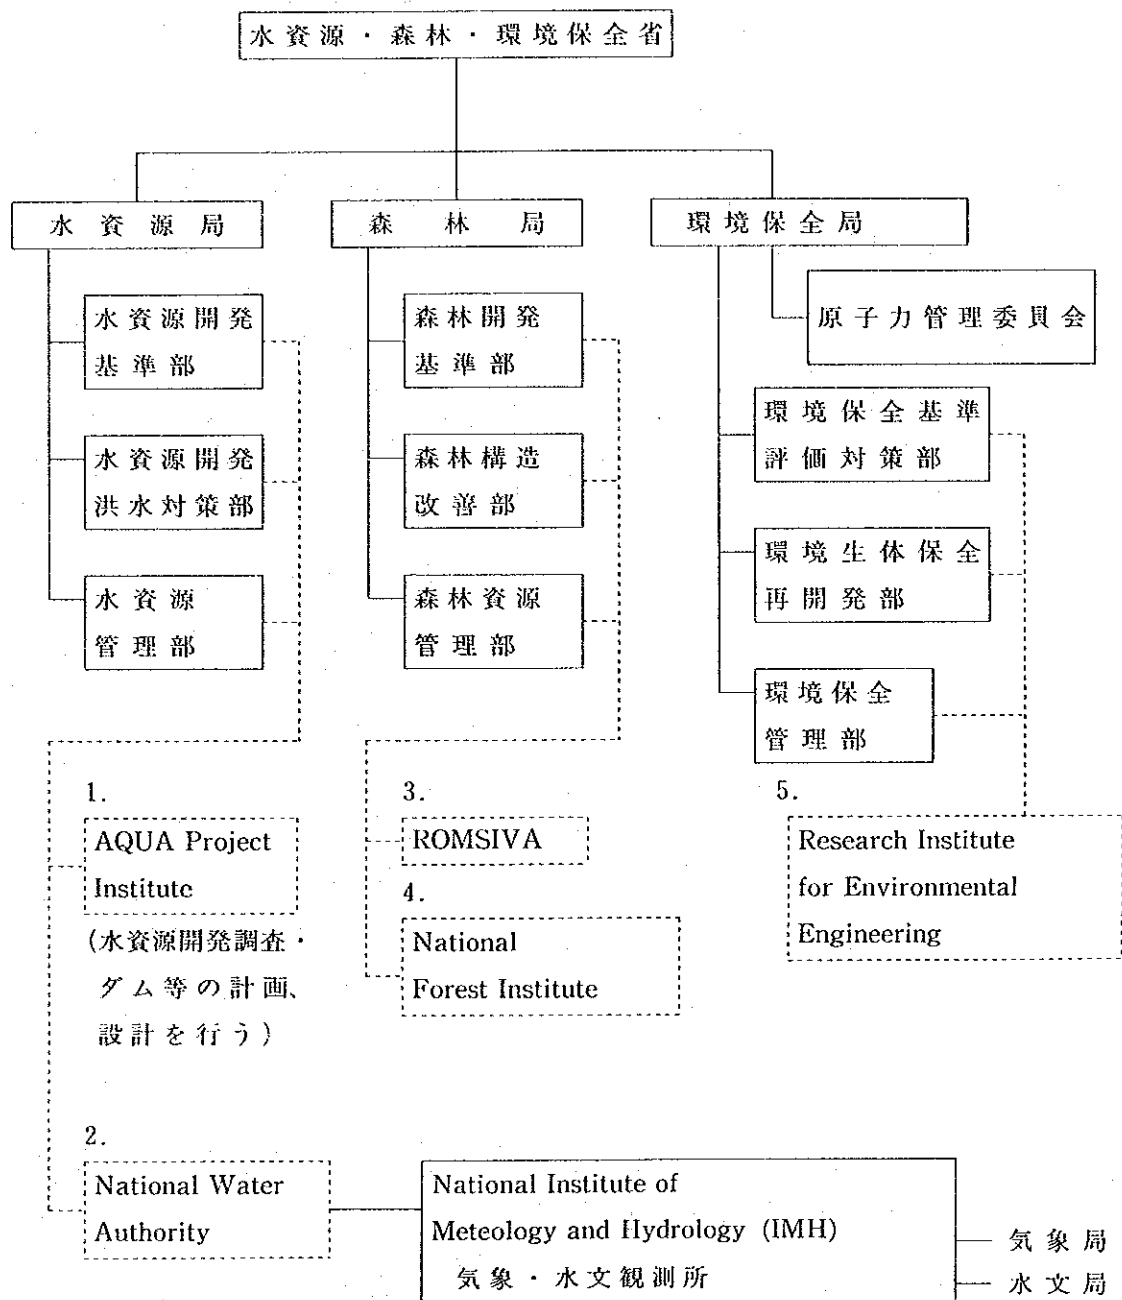 水資源・森林・環境保全省
水資源局
森林局
環境保全局
原子力管理委員会
水資源開発
基準部
水資源開発
洪水対策部
水資源
管理部
森林開発
基準部
森林構造
改善部
森林資源
管理部
環境保全基準
評価対策部
環境生体保全
再開発部
環境保全
管理部
1.
AQUA Project
Institute
(水資源開発調査・
ダム等の計画、
設計を行う)
2.
National Water
Authority
3.
ROMSIVA
4.
National
Forest Institute
5.
Research Institute
for Environmental
Engineering
National Institute of
Meteology and Hydrology (IMH)
気象・水文観測所
気象局
水文局